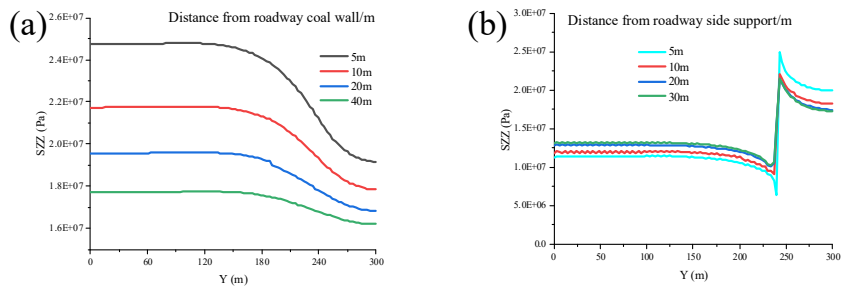 (a)
Distance from roadway coal wall/m
5m
10m
20m
40m
2.6E+07
2.4E+07
2.2E+07
2.0E+07
1.8E+07
1.6E+07
SZZ (Pa)
0 60 120 180 240 300
Y (m)
(b)
Distance from roadway side support/m
5m
10m
20m
30m
3.0E+07
2.5E+07
2.0E+07
1.5E+07
1.0E+07
5.0E+06
0.0
SZZ (Pa)
0 50 100 150 200 250 300
Y (m)